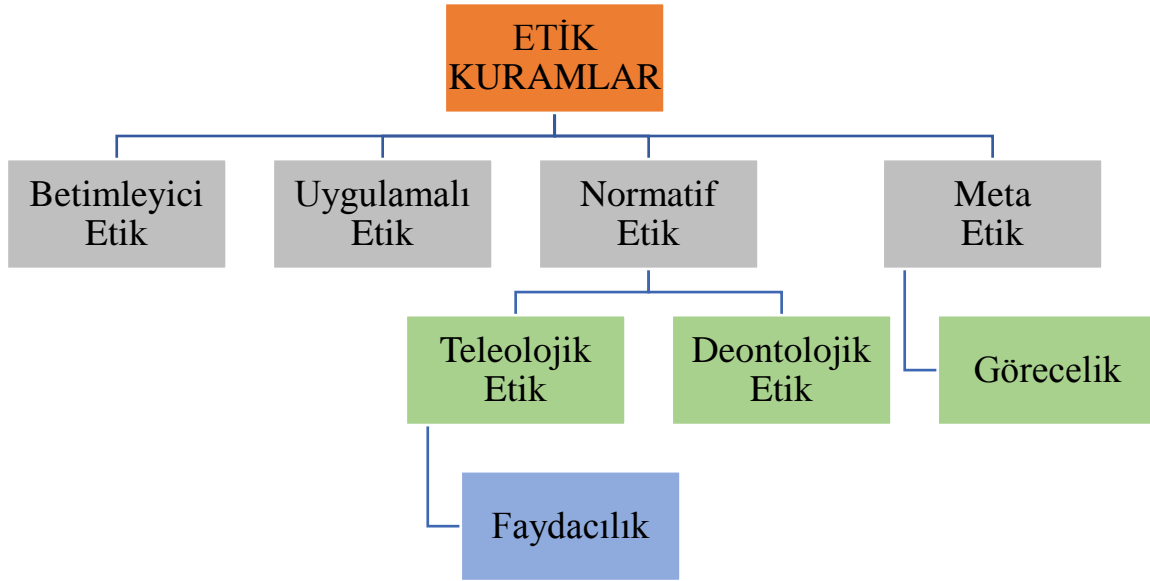 ETİK
KURAMLAR
Betimleyici
Etik
Uygulamalı
Etik
Normatif
Etik
Meta
Etik
Teleolojik
Etik
Deontolojik
Etik
Görecelik
Faydacılık